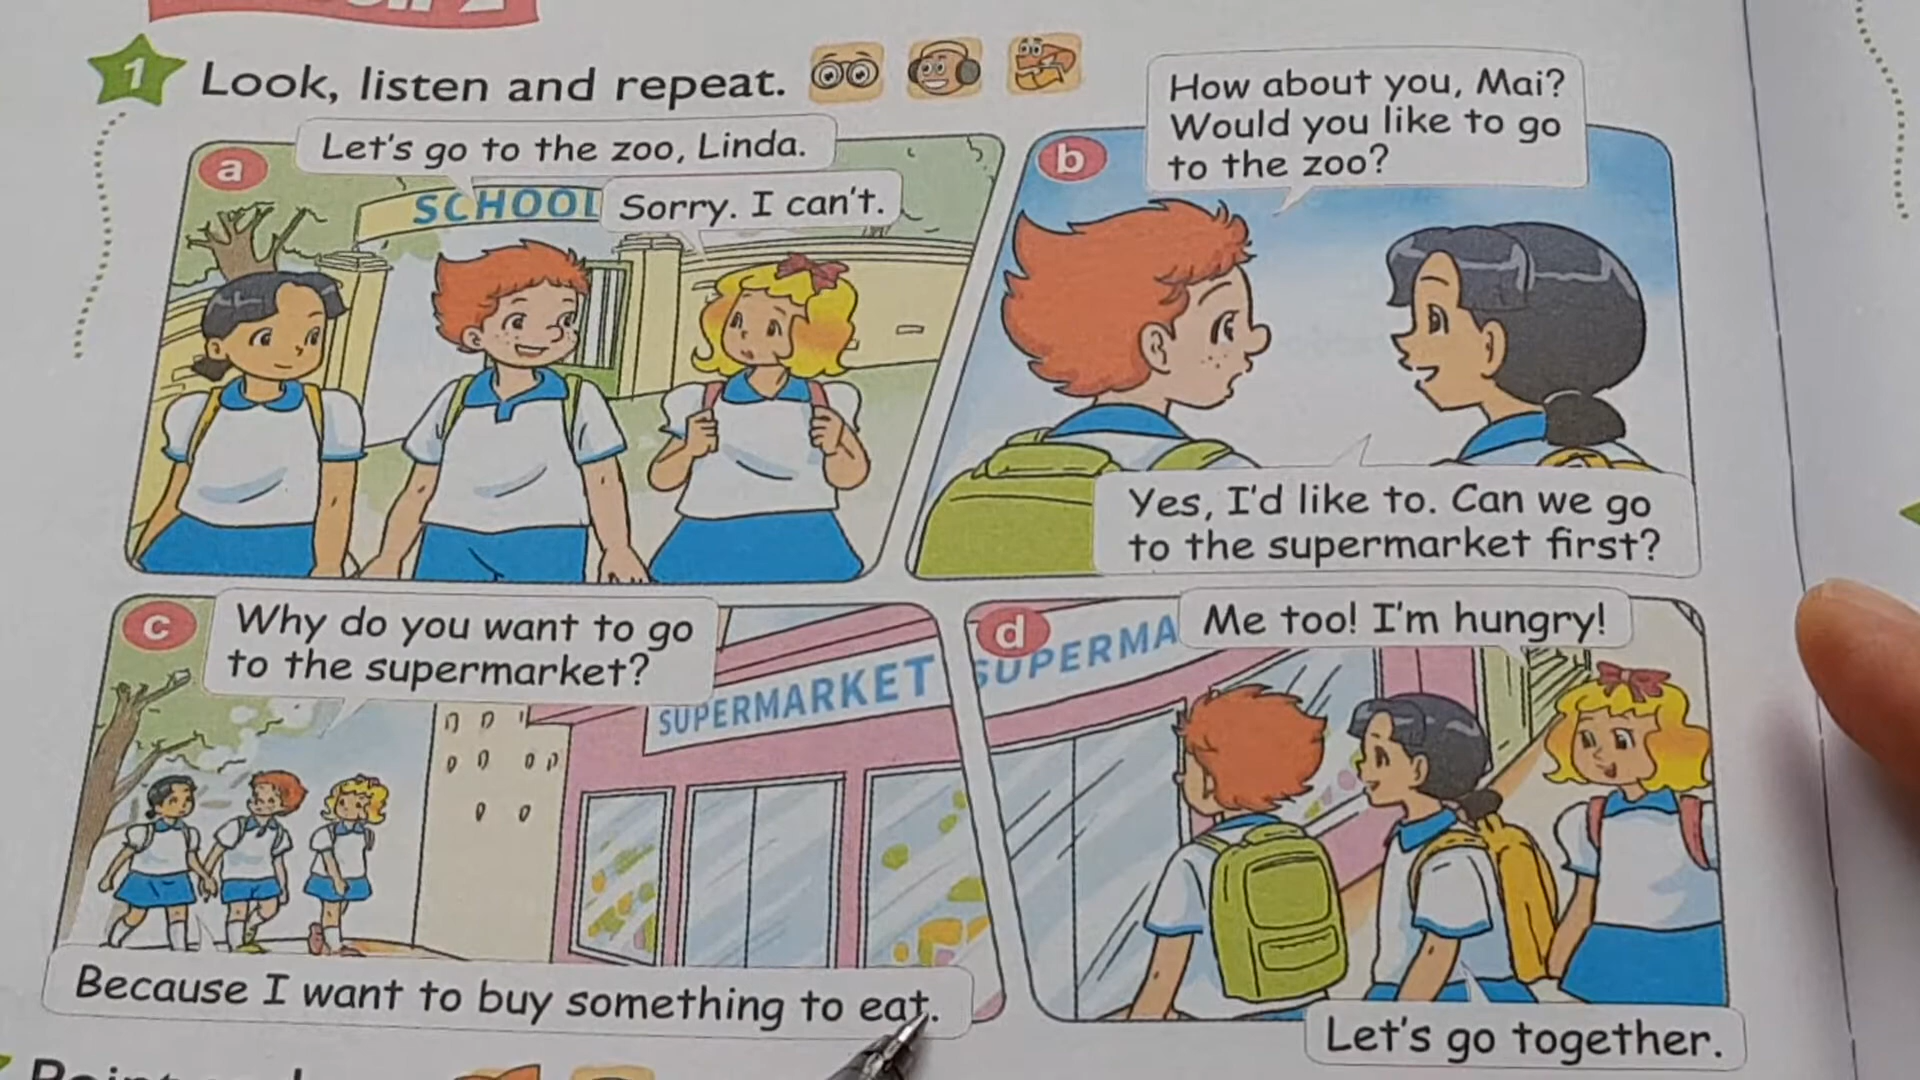 1 Look, listen and repeat.
a
Let's go to the zoo, Linda.
SCHOOL
Sorry. I can't.
b
How about you, Mai?
Would you like to go
to the zoo?
Yes, I'd like to. Can we go
to the supermarket first?
c
Why do you want to go
to the supermarket?
SUPERMARKET
Because I want to buy something to eat.
d
SUPERMA
Me too! I'm hungry!
Let's go together.